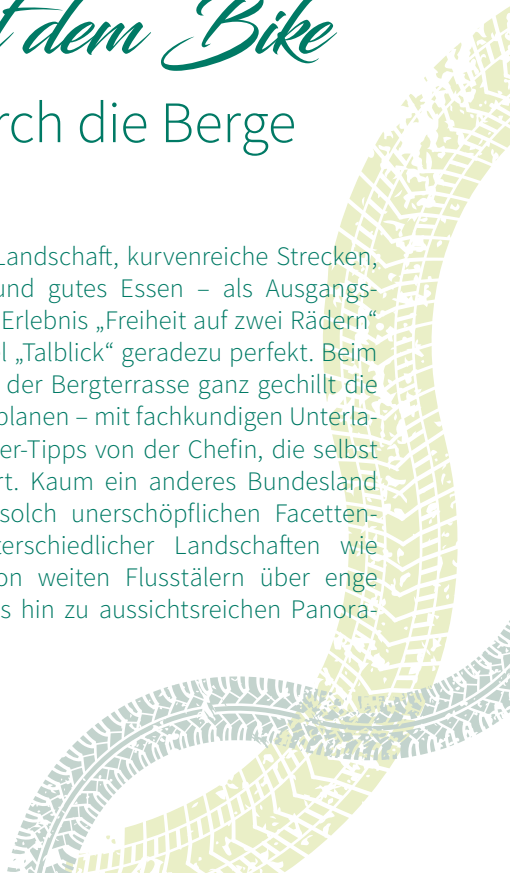 t dem Bike
rch die Berge
Landschaft, kurvenreiche Strecken,
und gutes Essen – als Ausgangs-
Erlebnis „Freiheit auf zwei Rädern“
l „Talblick“ geradezu perfekt. Beim
der Bergterrasse ganz gechillt die
planen – mit fachkundigen Unterla-
er-Tipps von der Chefin, die selbst
rt. Kaum ein anderes Bundesland
solch unerschöpflichen Facetten-
terschiedlicher Landschaften wie
on weiten Flusstälern über enge
s hin zu aussichtsreichen Panora-